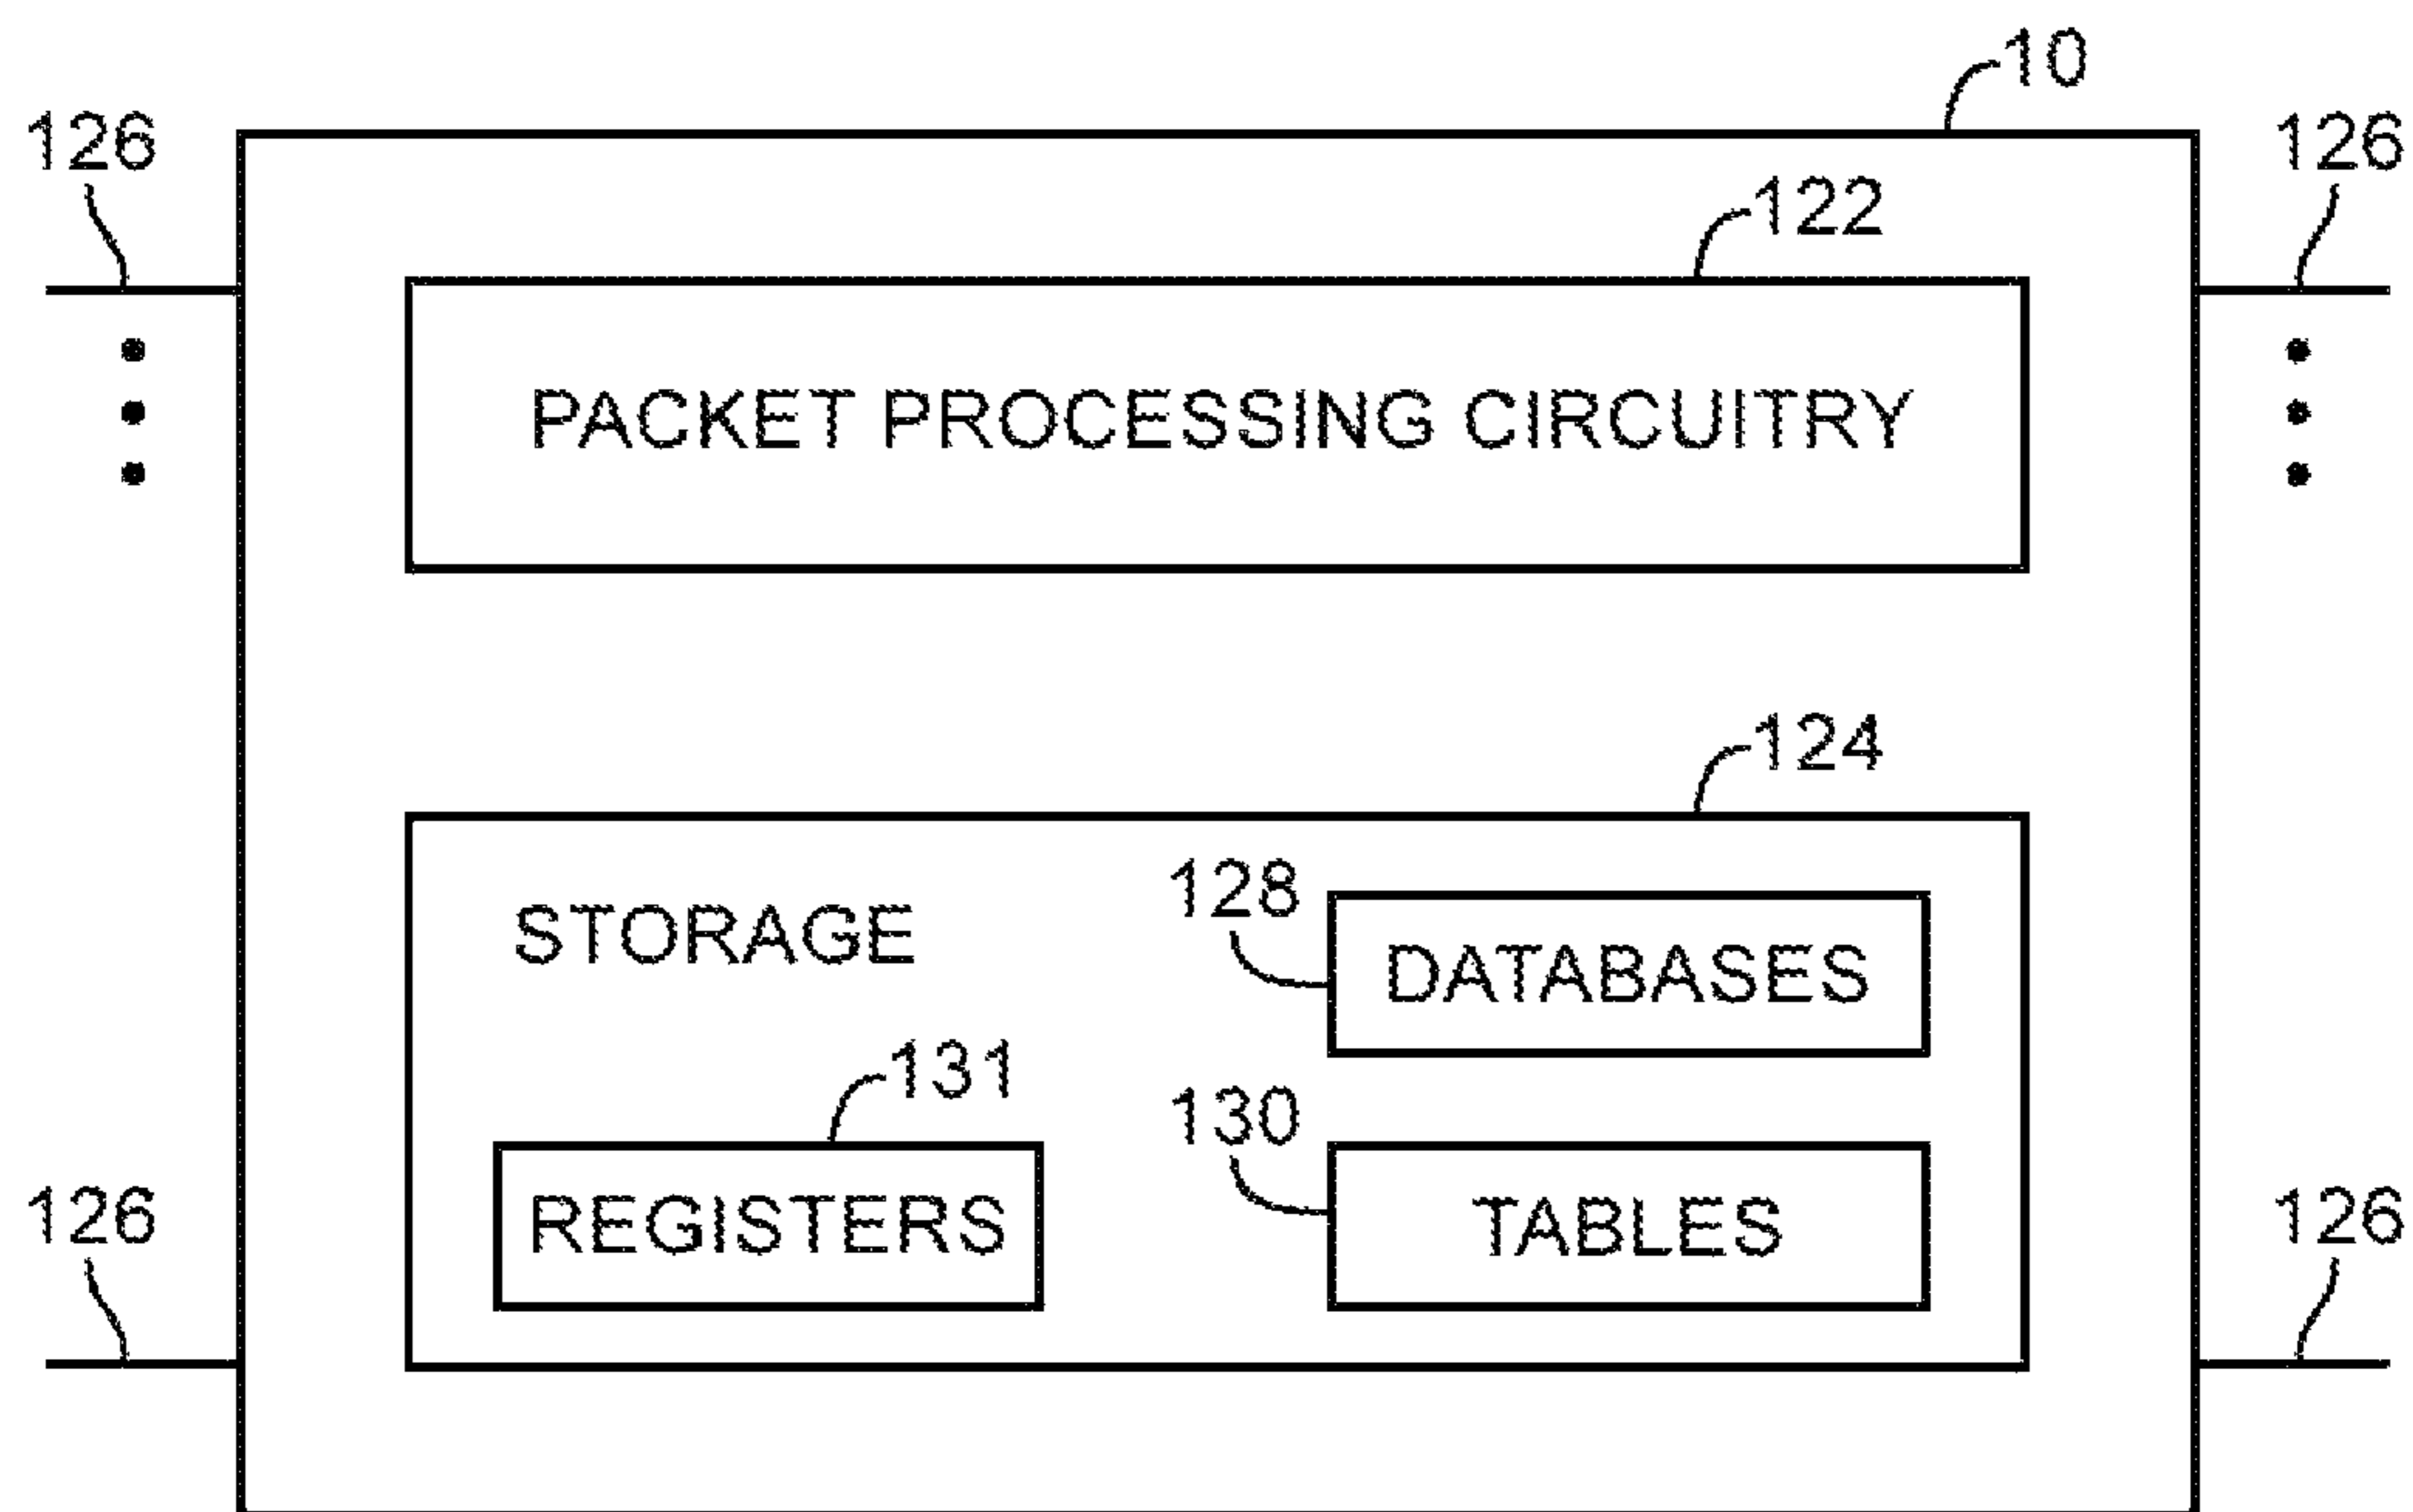 10
126
126
122
PACKET PROCESSING CIRCUITRY
124
128
STORAGE
DATABASES
131
130
REGISTERS
TABLES
126
126